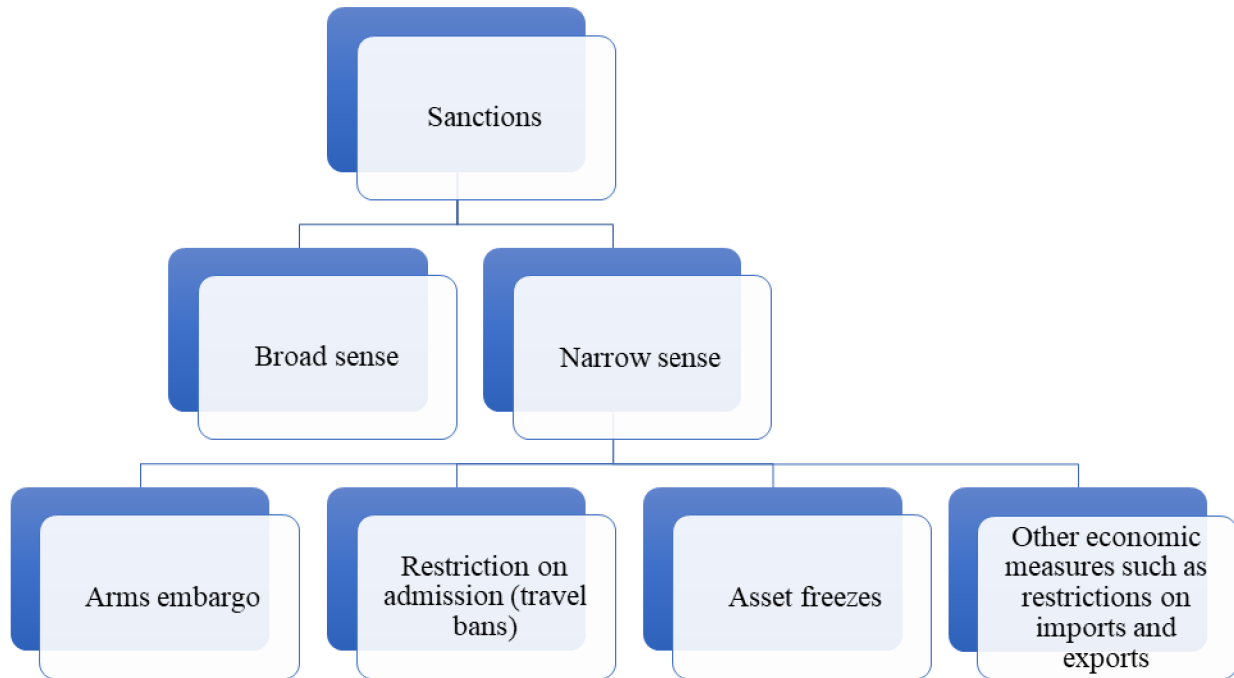 Sanctions
Broad sense
Narrow sense
Arms embargo
Restriction on
admission (travel
bans)
Asset freezes
Other economic
measures such as
restrictions on
imports and
exports